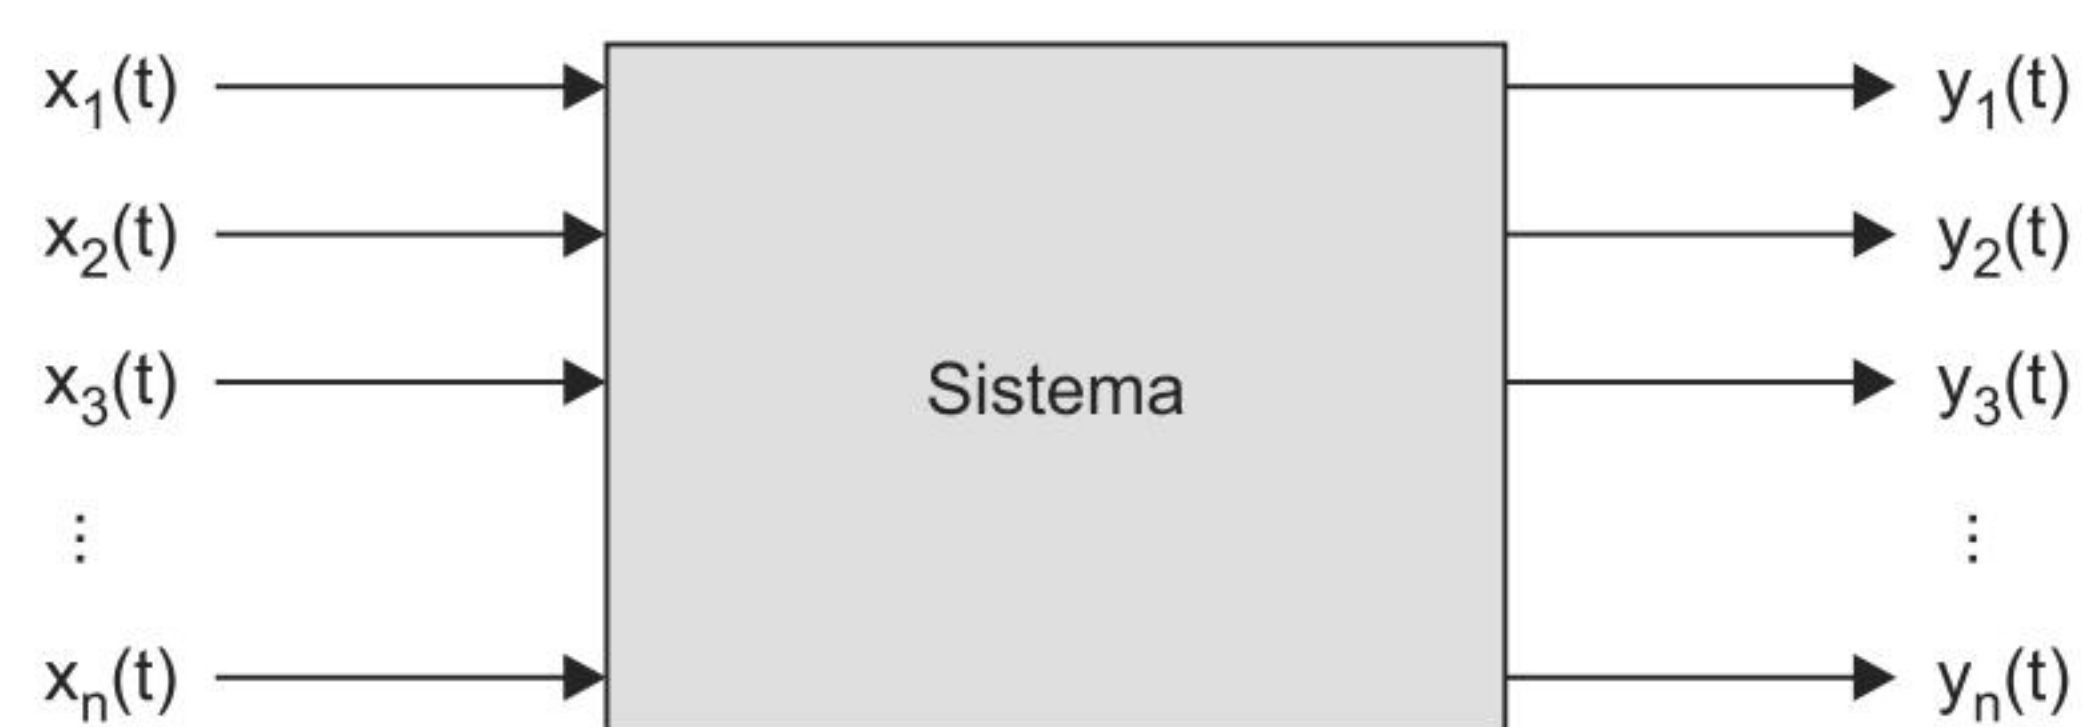 x₁(t) y₁(t)
x₂(t) y₂(t)
x₃(t) Sistema y₃(t)
⋮ ⋮
xₙ(t) yₙ(t)